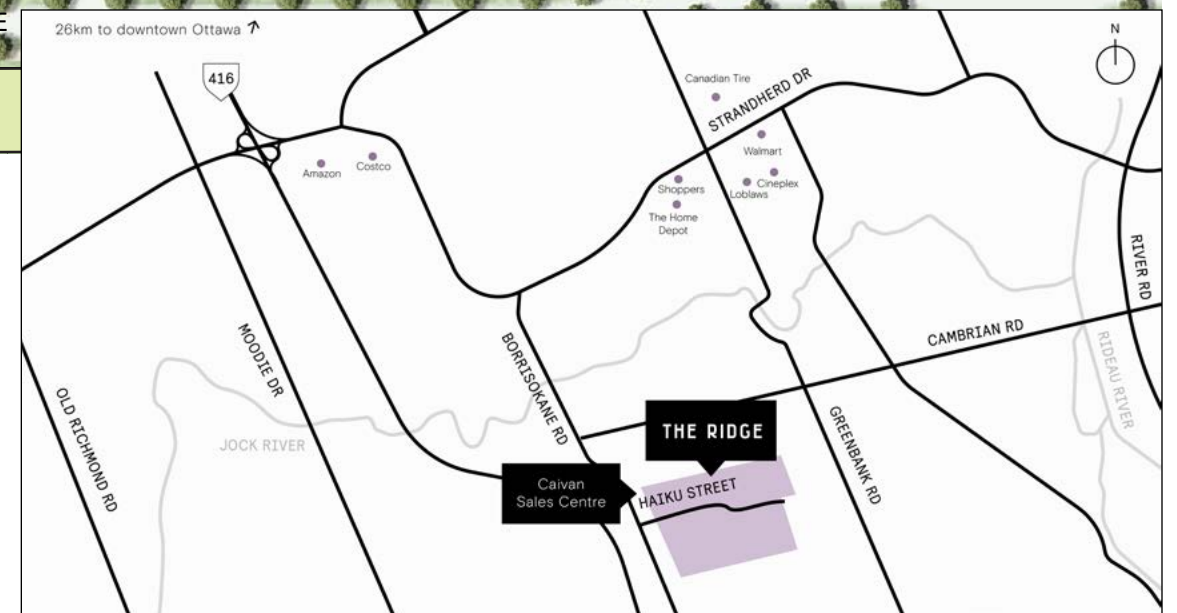 E
26km to downtown Ottawa
416
N
Canadian Tire
STRANDHERD DR
Walmart
Amazon
Costco
Shoppers
Cineplex
Loblaws
The Home
Depot
RIVER RD
CAMBRIAN RD
MOODIE DR
BORRISOKANE RD
RIDEAU RIVER
OLD RICHMOND RD
JOCK RIVER
THE RIDGE
GREENBANK RD
Caivan
Sales Centre
HAIKU STREET